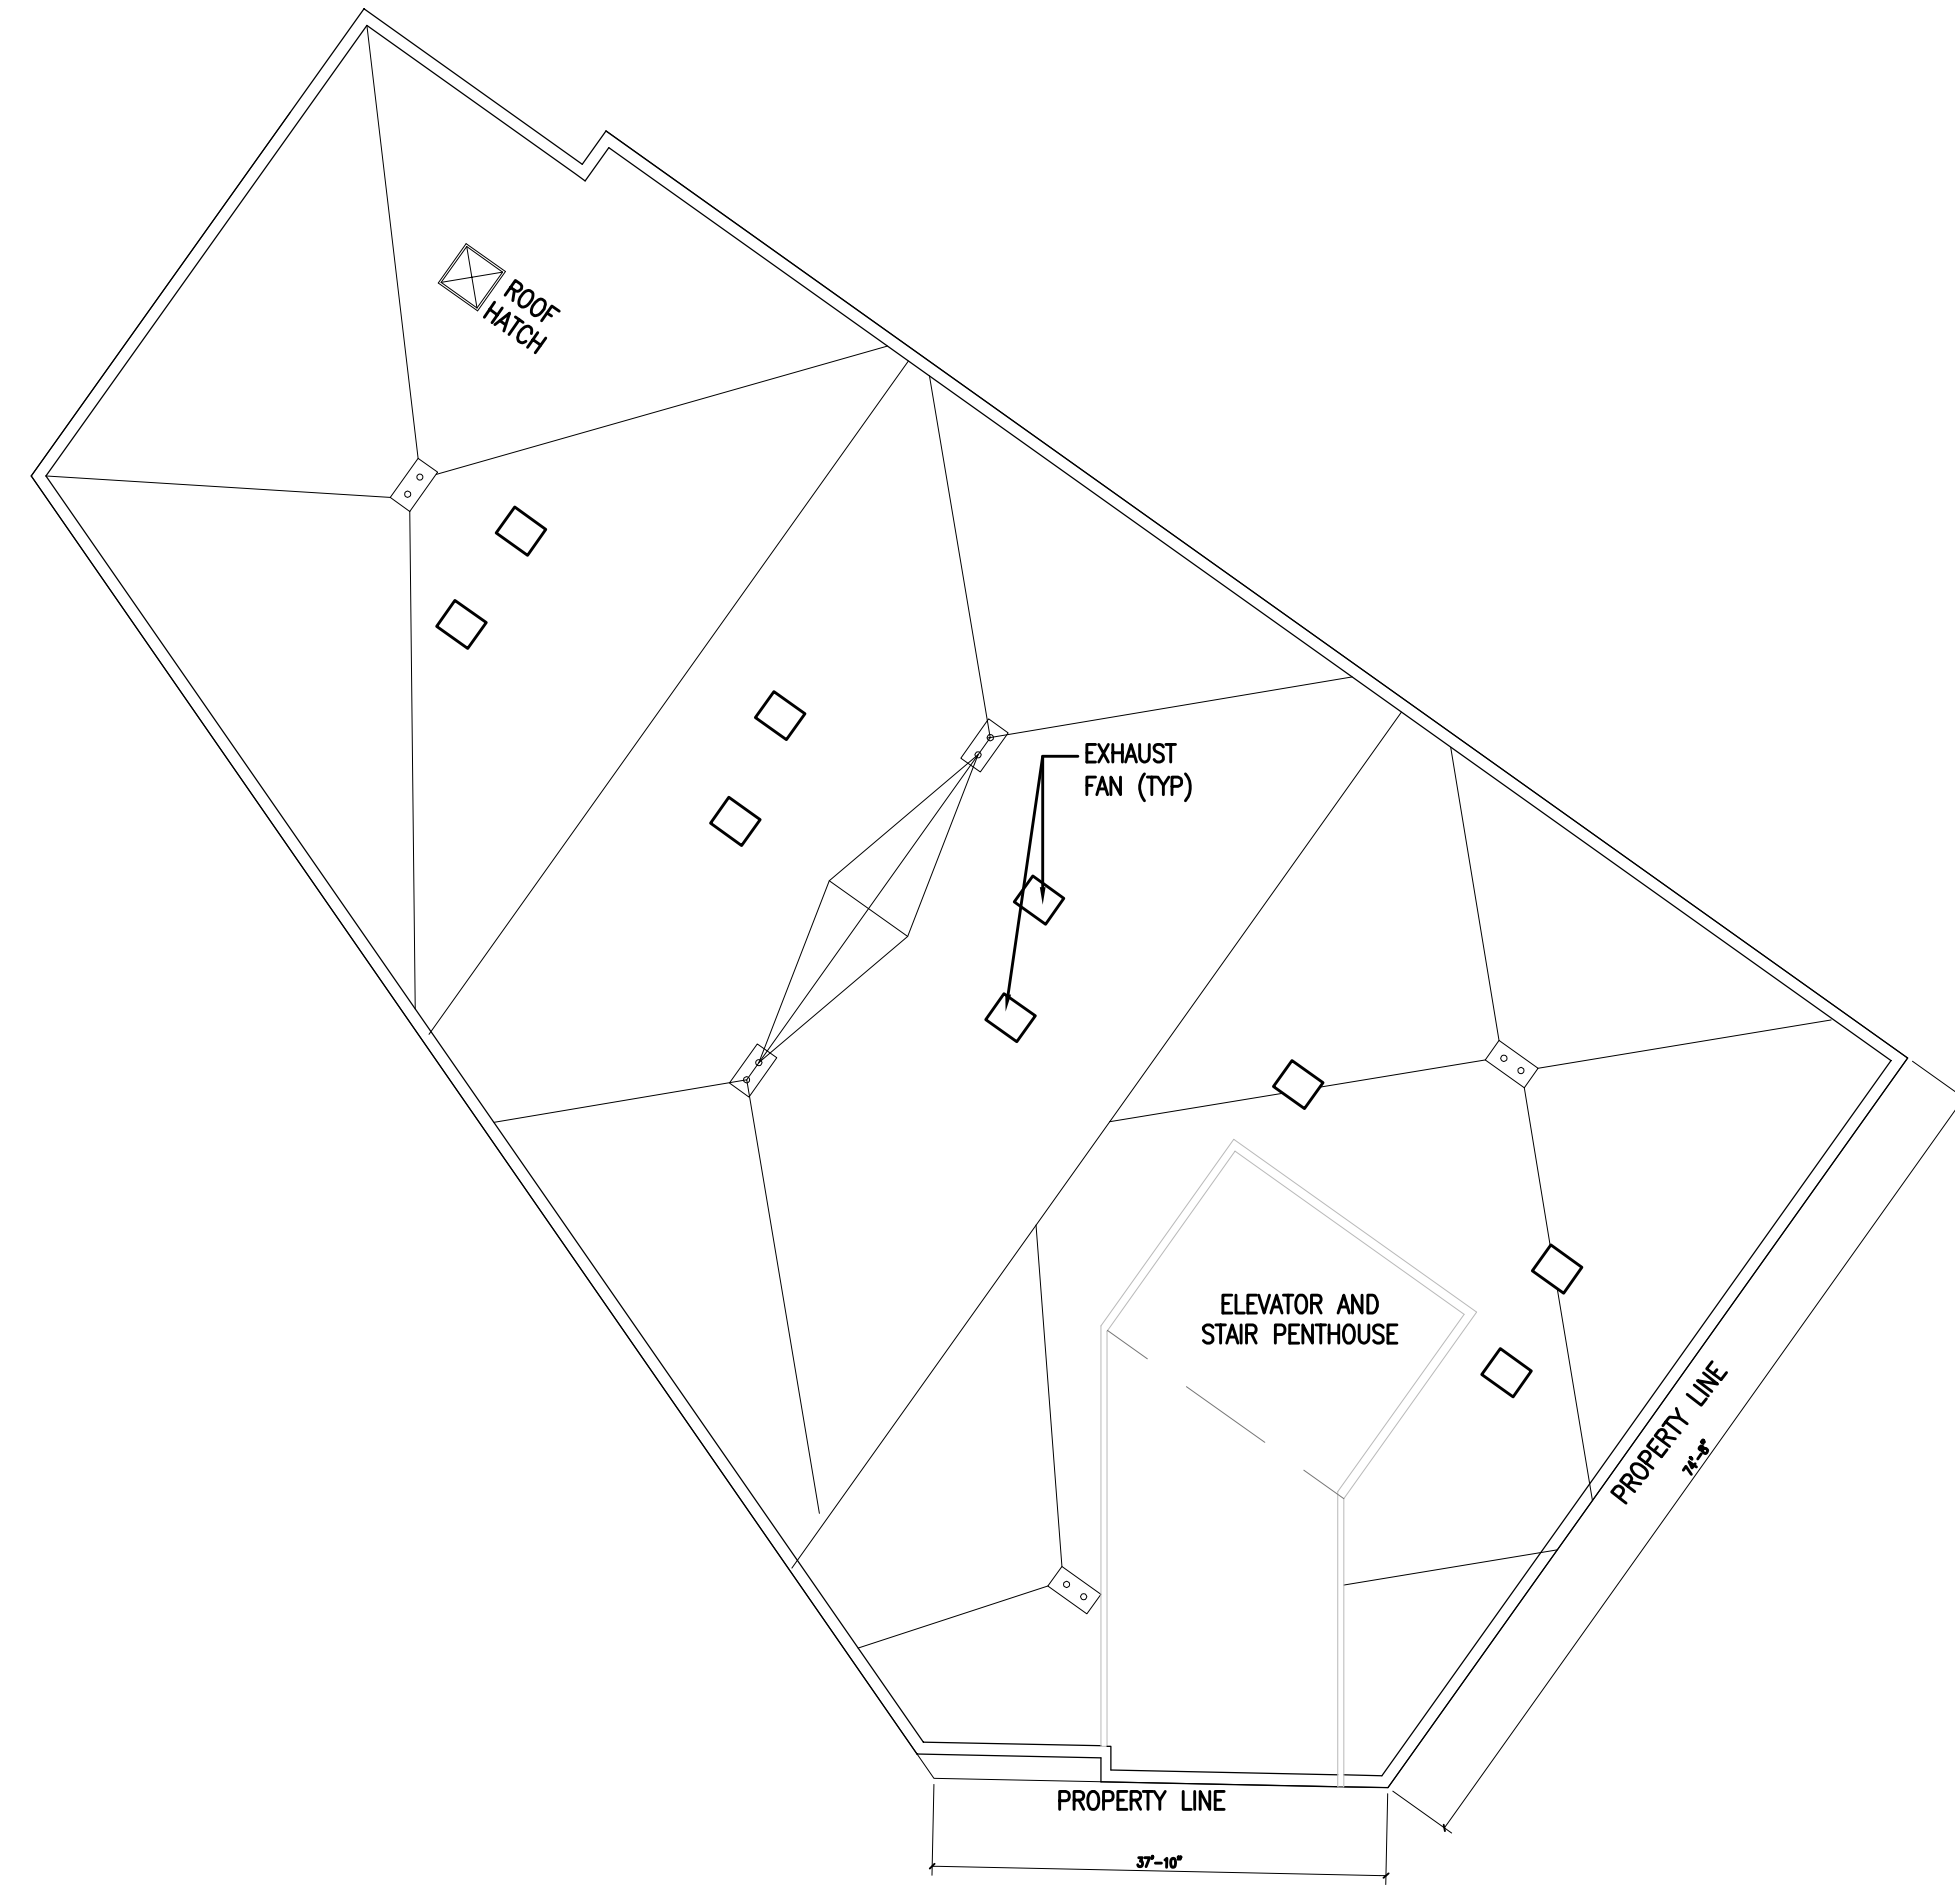 ROOF
HATCH
EXHAUST
FAN (TYP)
ELEVATOR AND
STAIR PENTHOUSE
PROPERTY LINE
74'-8"
PROPERTY LINE
37'-10"